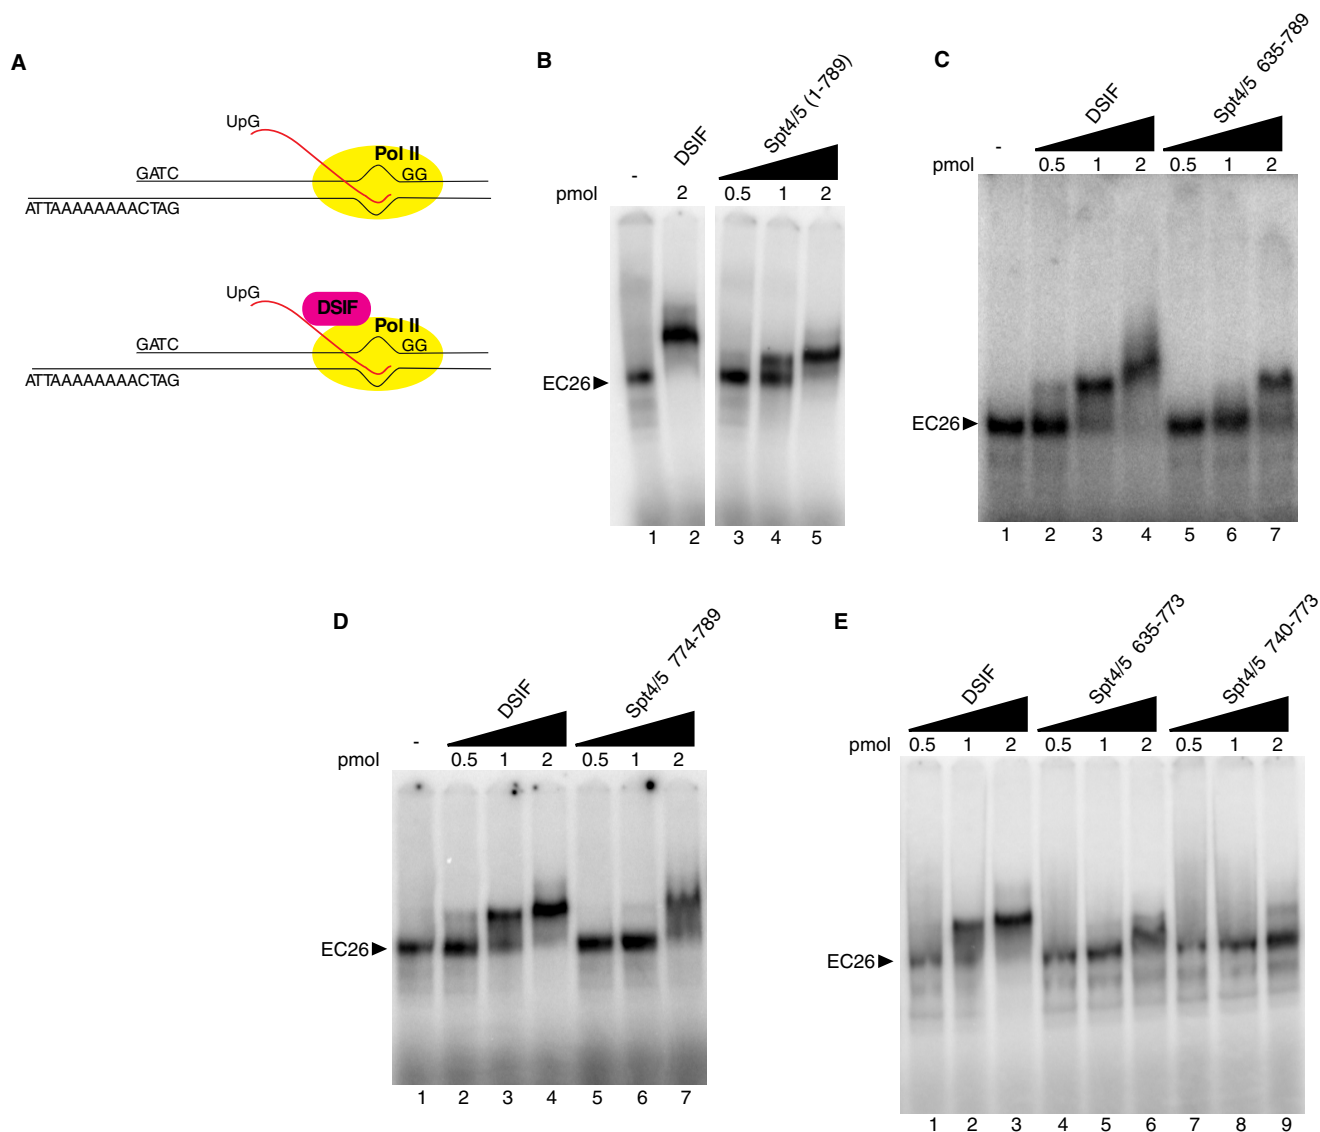 A
UpG
Pol II
GATC
GG
ATTAAAAAAAACTAG
UpG
DSIF
Pol II
GATC
GG
ATTAAAAAAAACTAG
B
DSIF
Spt4/5 (1-789)
-
pmol 2 0.5 1 2
EC26
1 2 3 4 5
C
DSIF
Spt4/5 635-789
-
pmol 0.5 1 2 0.5 1 2
EC26
1 2 3 4 5 6 7
D
DSIF
Spt4/5 774-789
-
pmol 0.5 1 2 0.5 1 2
EC26
1 2 3 4 5 6 7
E
DSIF
Spt4/5 635-773
Spt4/5 740-773
pmol 0.5 1 2 0.5 1 2 0.5 1 2
EC26
1 2 3 4 5 6 7 8 9